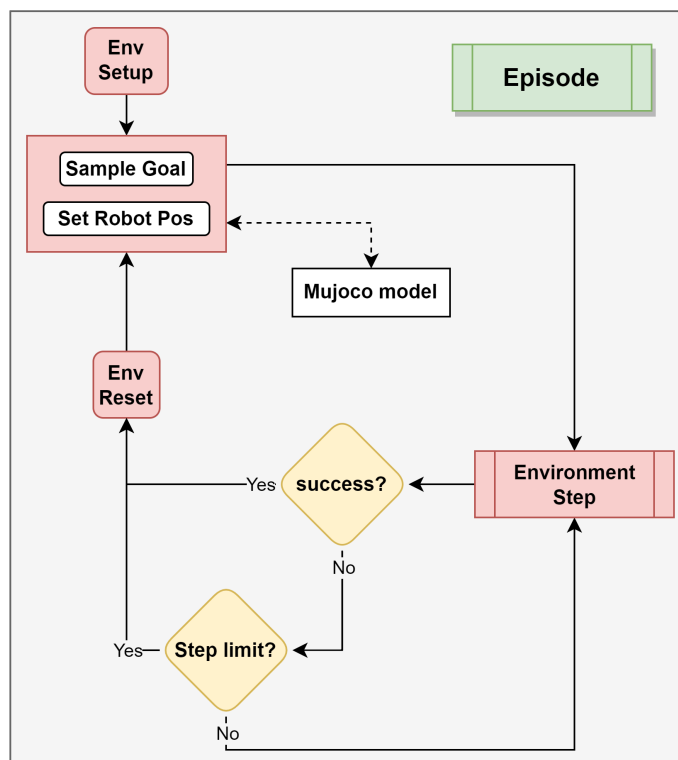 Env
Setup
Episode
Sample Goal
Set Robot Pos
Mujoco model
Env
Reset
success?
Yes
Environment
Step
No
Step limit?
Yes
No